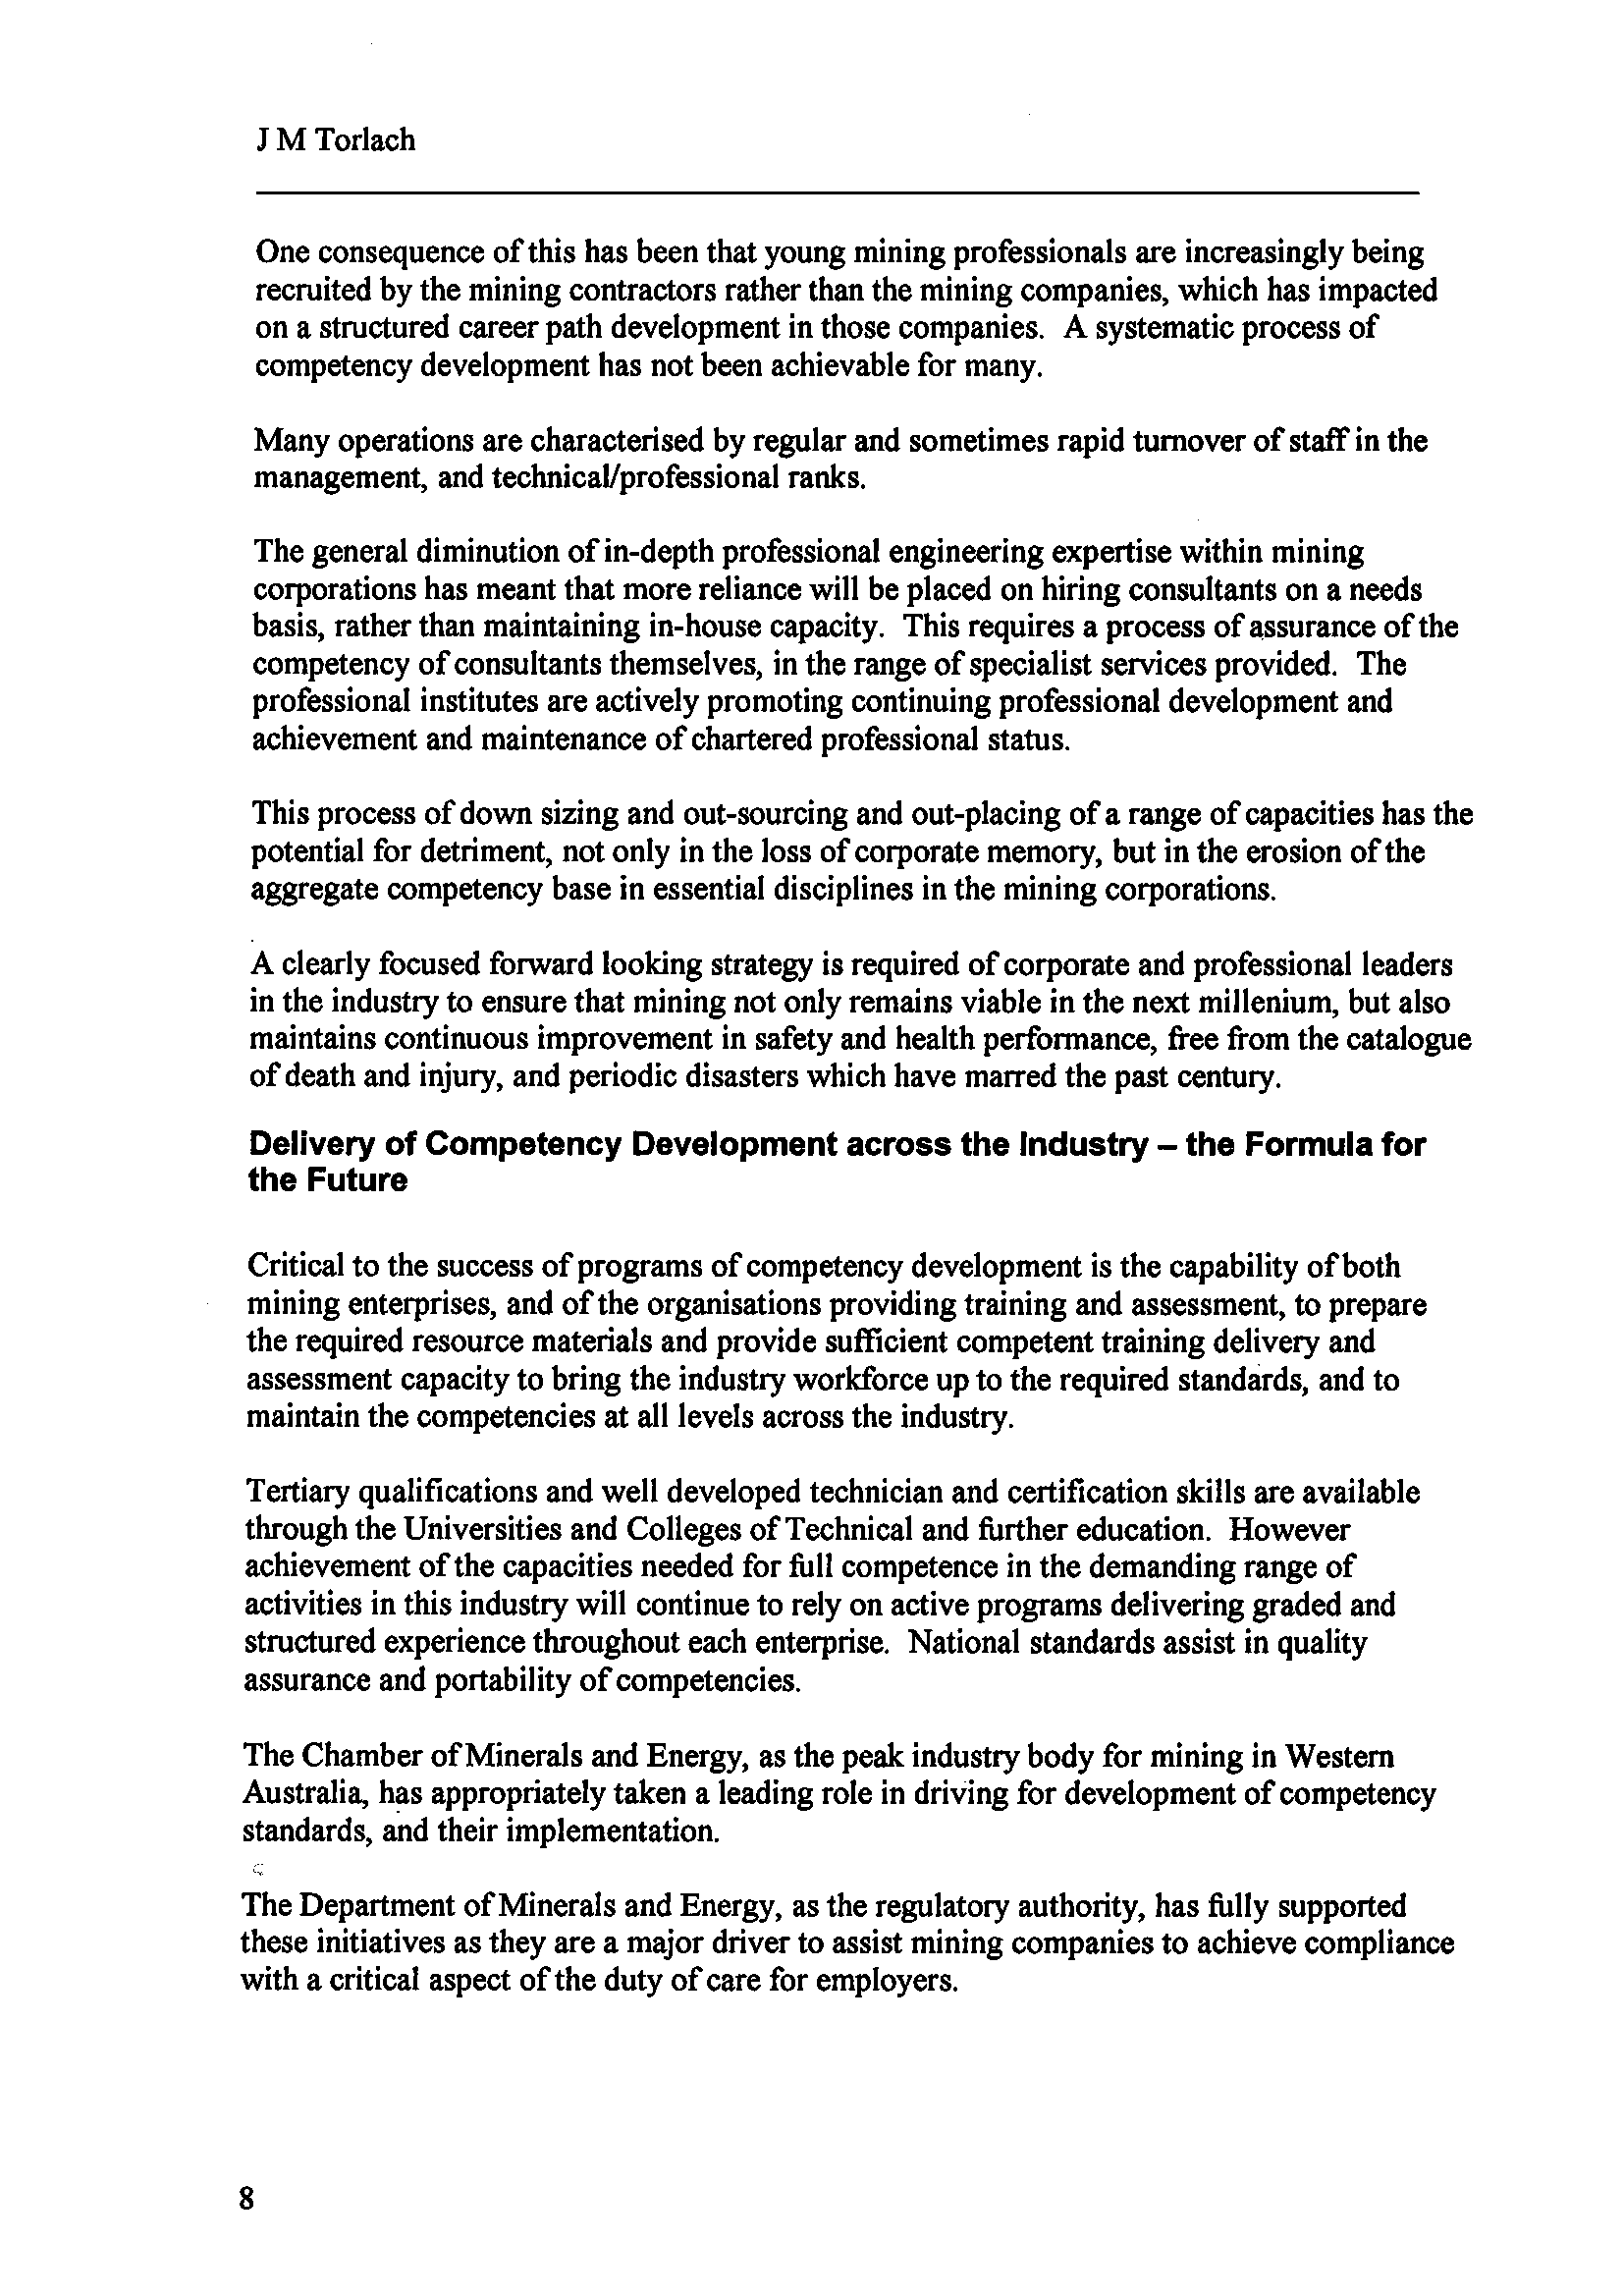 J M Torlach
One consequence of this has been that young mining professionals are increasingly being
recruited by the mining contractors rather than the mining companies, which has impacted
on a structured career path development in those companies. A systematic process of
competency development has not been achievable for many.
Many operations are characterised by regular and sometimes rapid turnover of staff in the
management, and technical/professional ranks.
The general diminution of in-depth professional engineering expertise within mining
corporations has meant that more reliance will be placed on hiring consultants on a needs
basis, rather than maintaining in-house capacity. This requires a process of assurance of the
competency of consultants themselves, in the range of specialist services provided. The
professional institutes are actively promoting continuing professional development and
achievement and maintenance of chartered professional status.
This process of down sizing and out-sourcing and out-placing of a range of capacities has the
potential for detriment, not only in the loss of corporate memory, but in the erosion of the
aggregate competency base in essential disciplines in the mining corporations.
A clearly focused forward looking strategy is required of corporate and professional leaders
in the industry to ensure that mining not only remains viable in the next millenium, but also
maintains continuous improvement in safety and health performance, free from the catalogue
of death and injury, and periodic disasters which have marred the past century.
Delivery of Competency Development across the Industry – the Formula for
the Future
Critical to the success of programs of competency development is the capability of both
mining enterprises, and of the organisations providing training and assessment, to prepare
the required resource materials and provide sufficient competent training delivery and
assessment capacity to bring the industry workforce up to the required standards, and to
maintain the competencies at all levels across the industry.
Tertiary qualifications and well developed technician and certification skills are available
through the Universities and Colleges of Technical and further education. However
achievement of the capacities needed for full competence in the demanding range of
activities in this industry will continue to rely on active programs delivering graded and
structured experience throughout each enterprise. National standards assist in quality
assurance and portability of competencies.
The Chamber of Minerals and Energy, as the peak industry body for mining in Western
Australia, has appropriately taken a leading role in driving for development of competency
standards, and their implementation.
The Department of Minerals and Energy, as the regulatory authority, has fully supported
these initiatives as they are a major driver to assist mining companies to achieve compliance
with a critical aspect of the duty of care for employers.
8